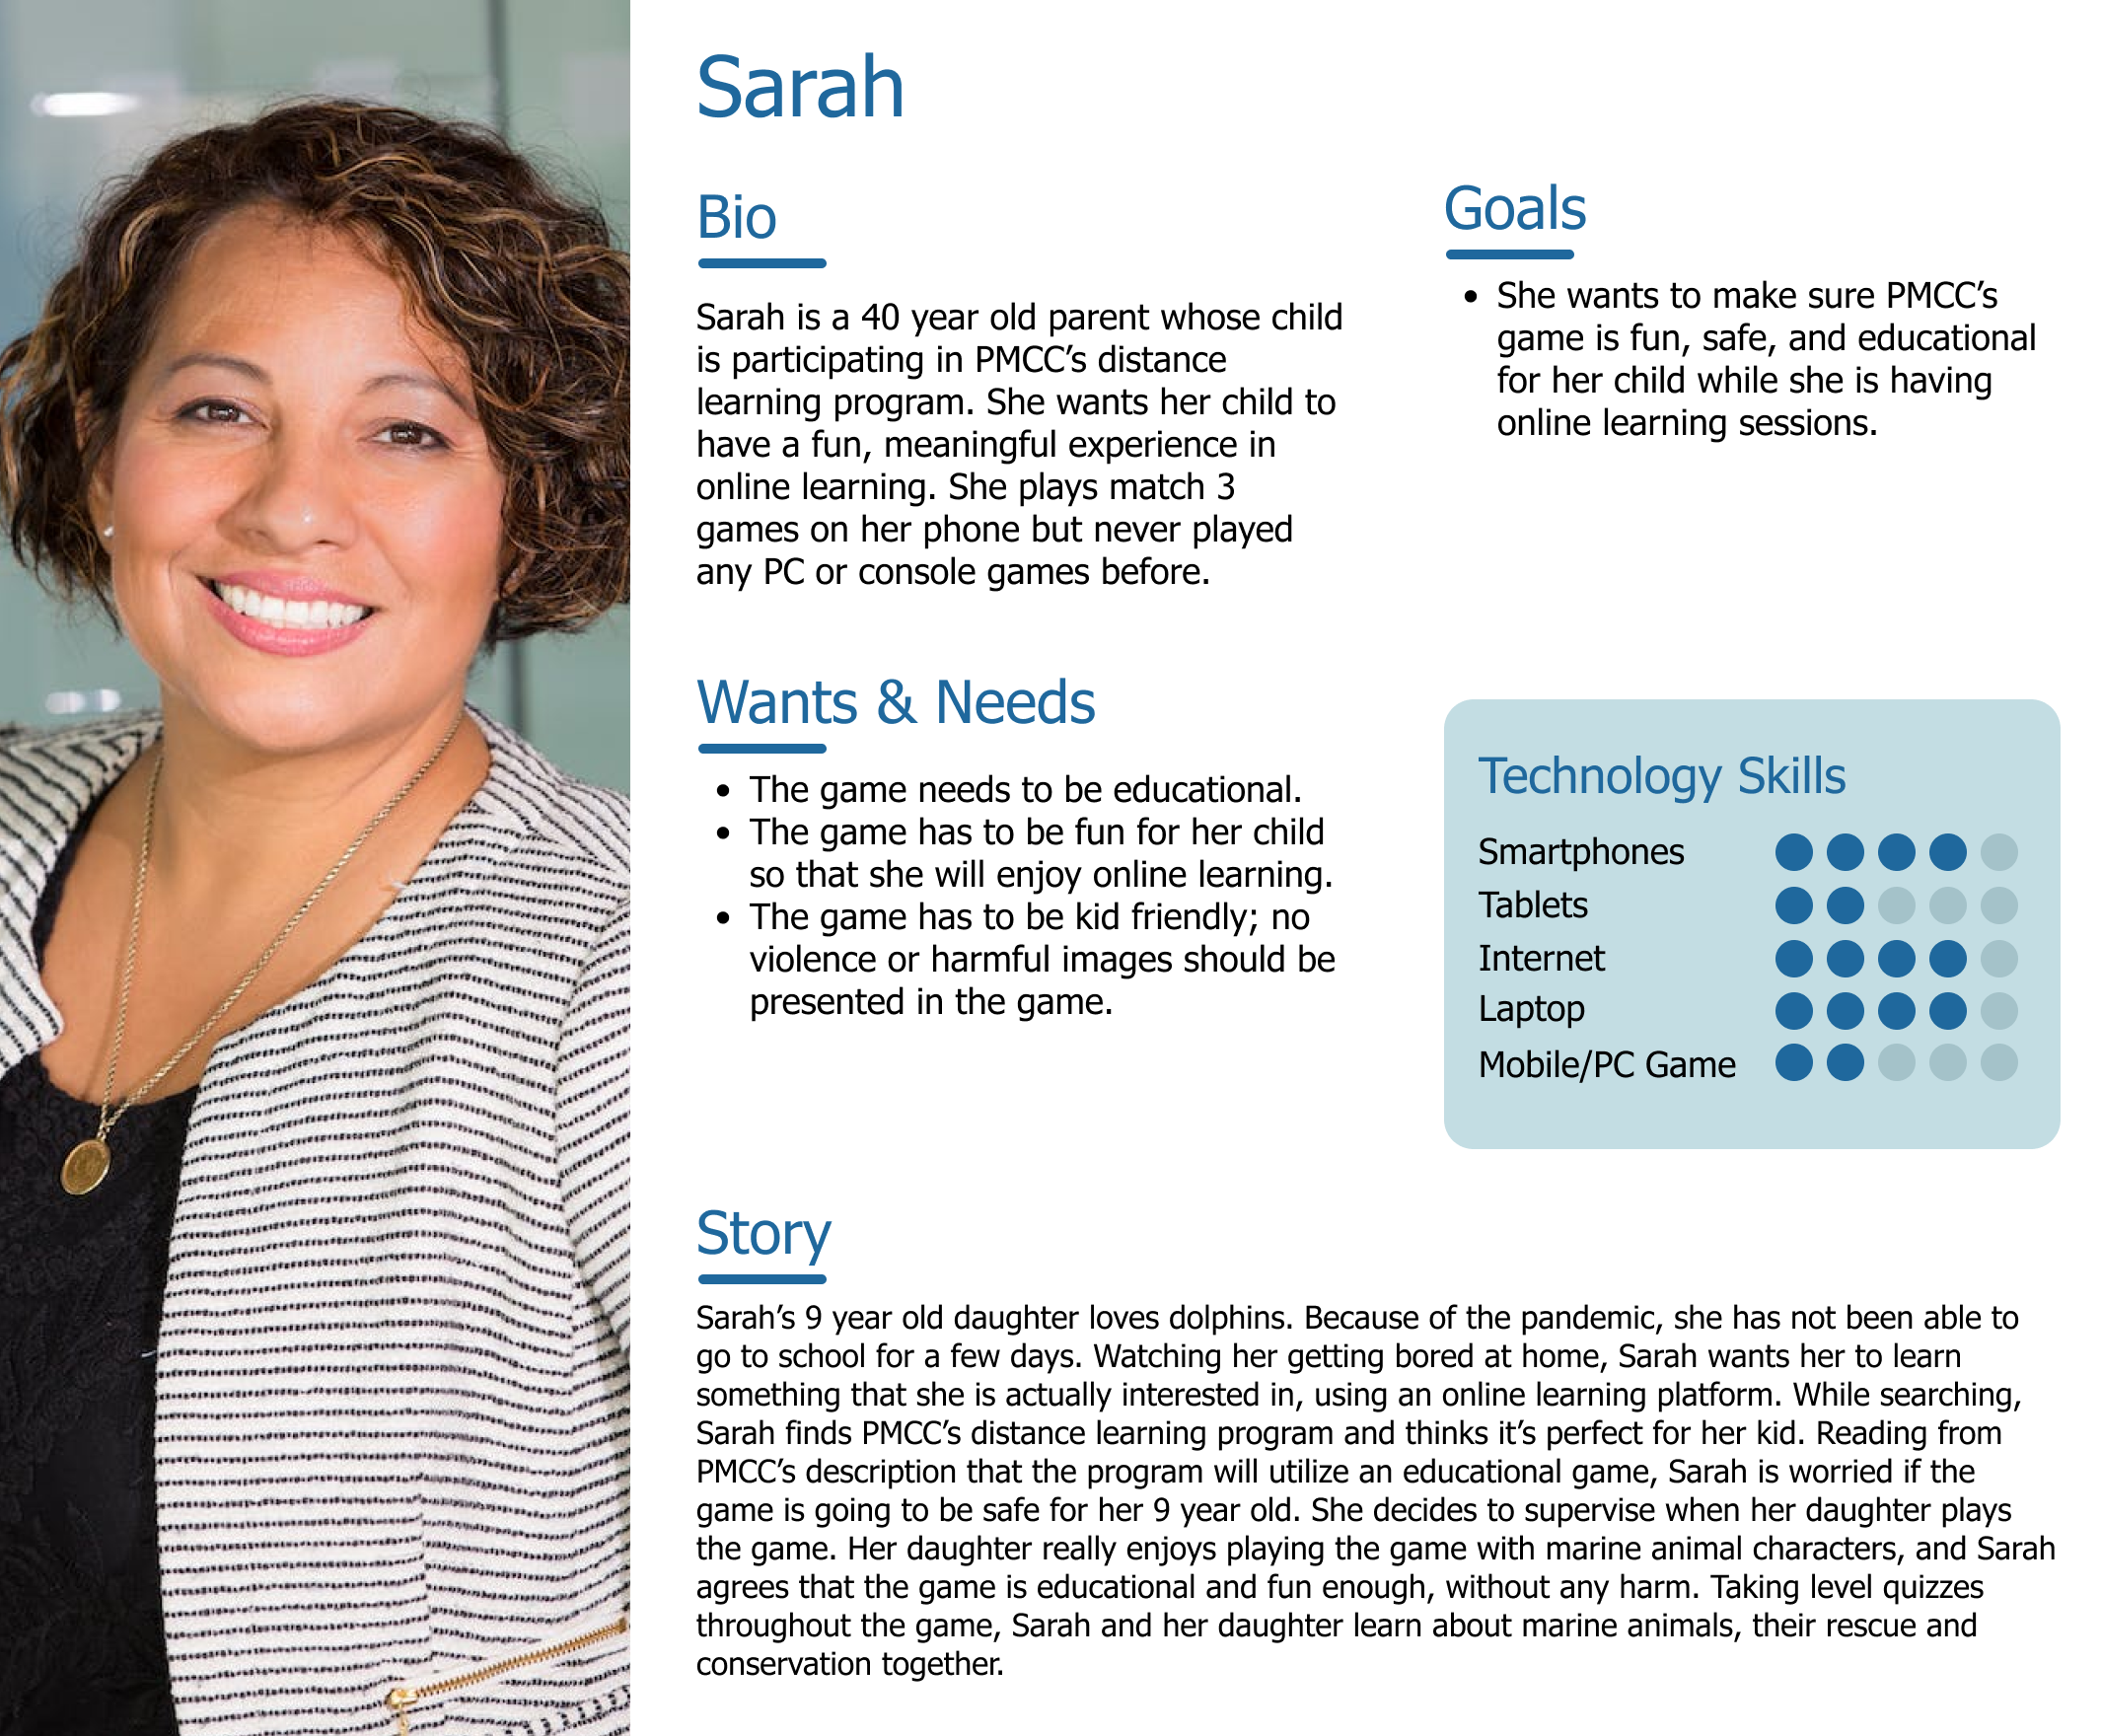 Sarah
Bio
Sarah is a 40 year old parent whose child
is participating in PMCC’s distance
learning program. She wants her child to
have a fun, meaningful experience in
online learning. She plays match 3
games on her phone but never played
any PC or console games before.
Goals
• She wants to make sure PMCC’s
game is fun, safe, and educational
for her child while she is having
online learning sessions.
Wants & Needs
• The game needs to be educational.
• The game has to be fun for her child
so that she will enjoy online learning.
• The game has to be kid friendly; no
violence or harmful images should be
presented in the game.
Technology Skills
Smartphones
Tablets
Internet
Laptop
Mobile/PC Game
Story
Sarah’s 9 year old daughter loves dolphins. Because of the pandemic, she has not been able to
go to school for a few days. Watching her getting bored at home, Sarah wants her to learn
something that she is actually interested in, using an online learning platform. While searching,
Sarah finds PMCC’s distance learning program and thinks it’s perfect for her kid. Reading from
PMCC’s description that the program will utilize an educational game, Sarah is worried if the
game is going to be safe for her 9 year old. She decides to supervise when her daughter plays
the game. Her daughter really enjoys playing the game with marine animal characters, and Sarah
agrees that the game is educational and fun enough, without any harm. Taking level quizzes
throughout the game, Sarah and her daughter learn about marine animals, their rescue and
conservation together.